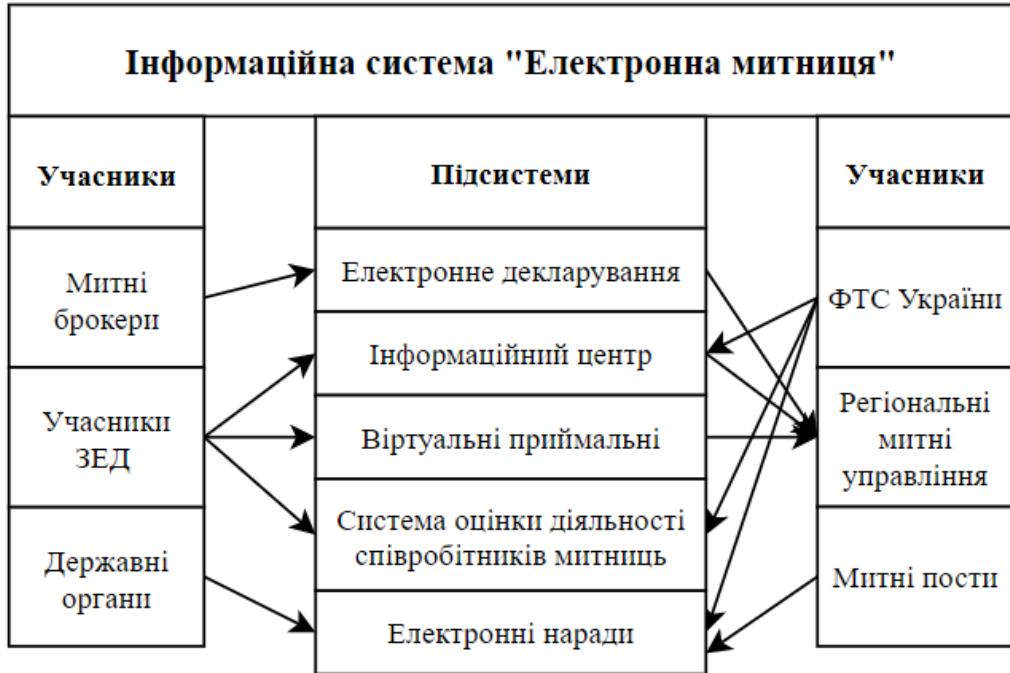 Інформаційна система "Електронна митниця"
Учасники
Митні
брокери
Учасники
ЗЕД
Державні
органи
Підсистеми
Електронне декларування
Інформаційний центр
Віртуальні приймальні
Система оцінки діяльності
співробітників митниць
Електронні наради
Учасники
ФТС України
Регіональні
митні
управління
Митні пости